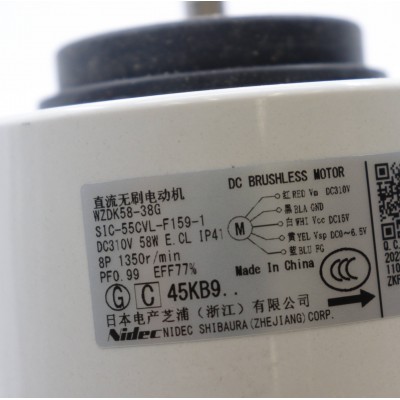 直流无刷电动机
WZDK58-38G
SIC-55CVL-F159-1
DC310V 58W E.CL IP41
8P 1350r/min
PF0.99 EFF77%
DC BRUSHLESS MOTOR
红 RED Vm DC310V
黑 BLA GND
白 WHI Vcc DC15V
黄 YEL Vsp DC0~6.5V
蓝 BLU FG
M
Made In China
G C 45KB9..
日本电产芝浦（浙江）有限公司
Nidec NIDEC SHIBAURA(ZHEJIANG)CORP.
CCC
Q.C.